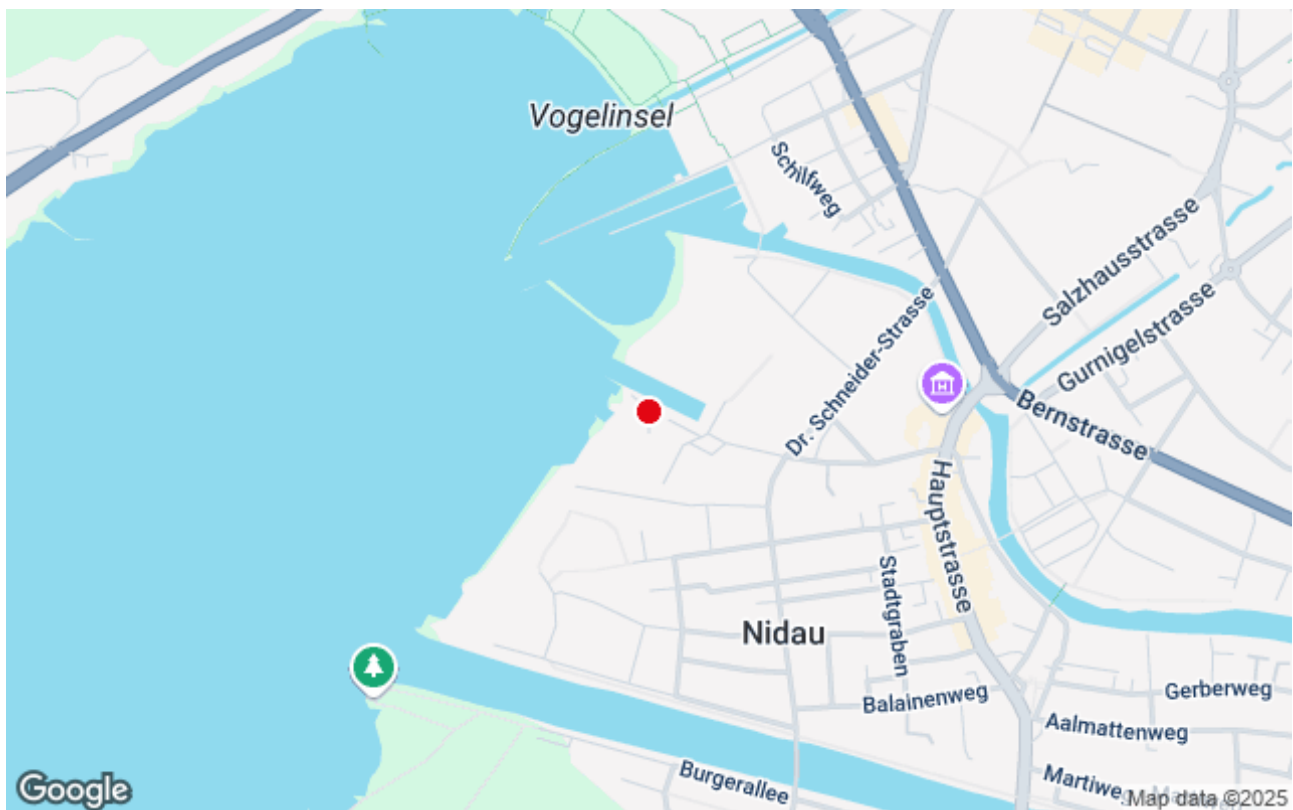 Vogelinsel
Schilfweg
Salzhausstrasse
Gurnigelstrasse
Dr. Schneider-Strasse
Bernstrasse
Hauptstrasse
Stadtgraben
Nidau
Balainenweg
Gerberweg
Aalmattenweg
Burgerallee
Martiweg
Google
Map data ©2025